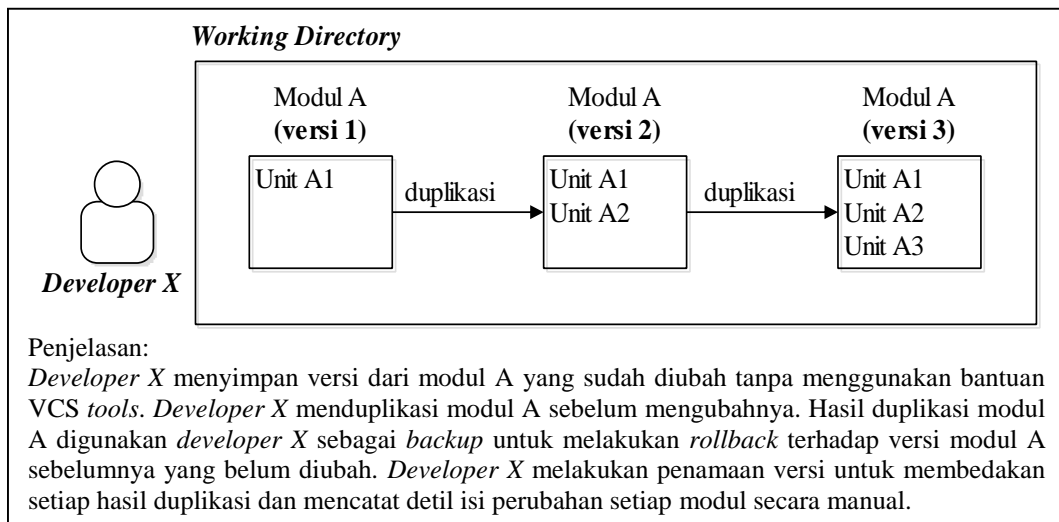 Working Directory
Modul A
(versi 1)
Modul A
(versi 2)
Modul A
(versi 3)
Unit A1
duplikasi
Unit A1
Unit A2
duplikasi
Unit A1
Unit A2
Unit A3
Developer X
Penjelasan:
Developer X menyimpan versi dari modul A yang sudah diubah tanpa menggunakan bantuan
VCS tools. Developer X menduplikasi modul A sebelum mengubahnya. Hasil duplikasi modul
A digunakan developer X sebagai backup untuk melakukan rollback terhadap versi modul A
sebelumnya yang belum diubah. Developer X melakukan penamaan versi untuk membedakan
setiap hasil duplikasi dan mencatat detil isi perubahan setiap modul secara manual.